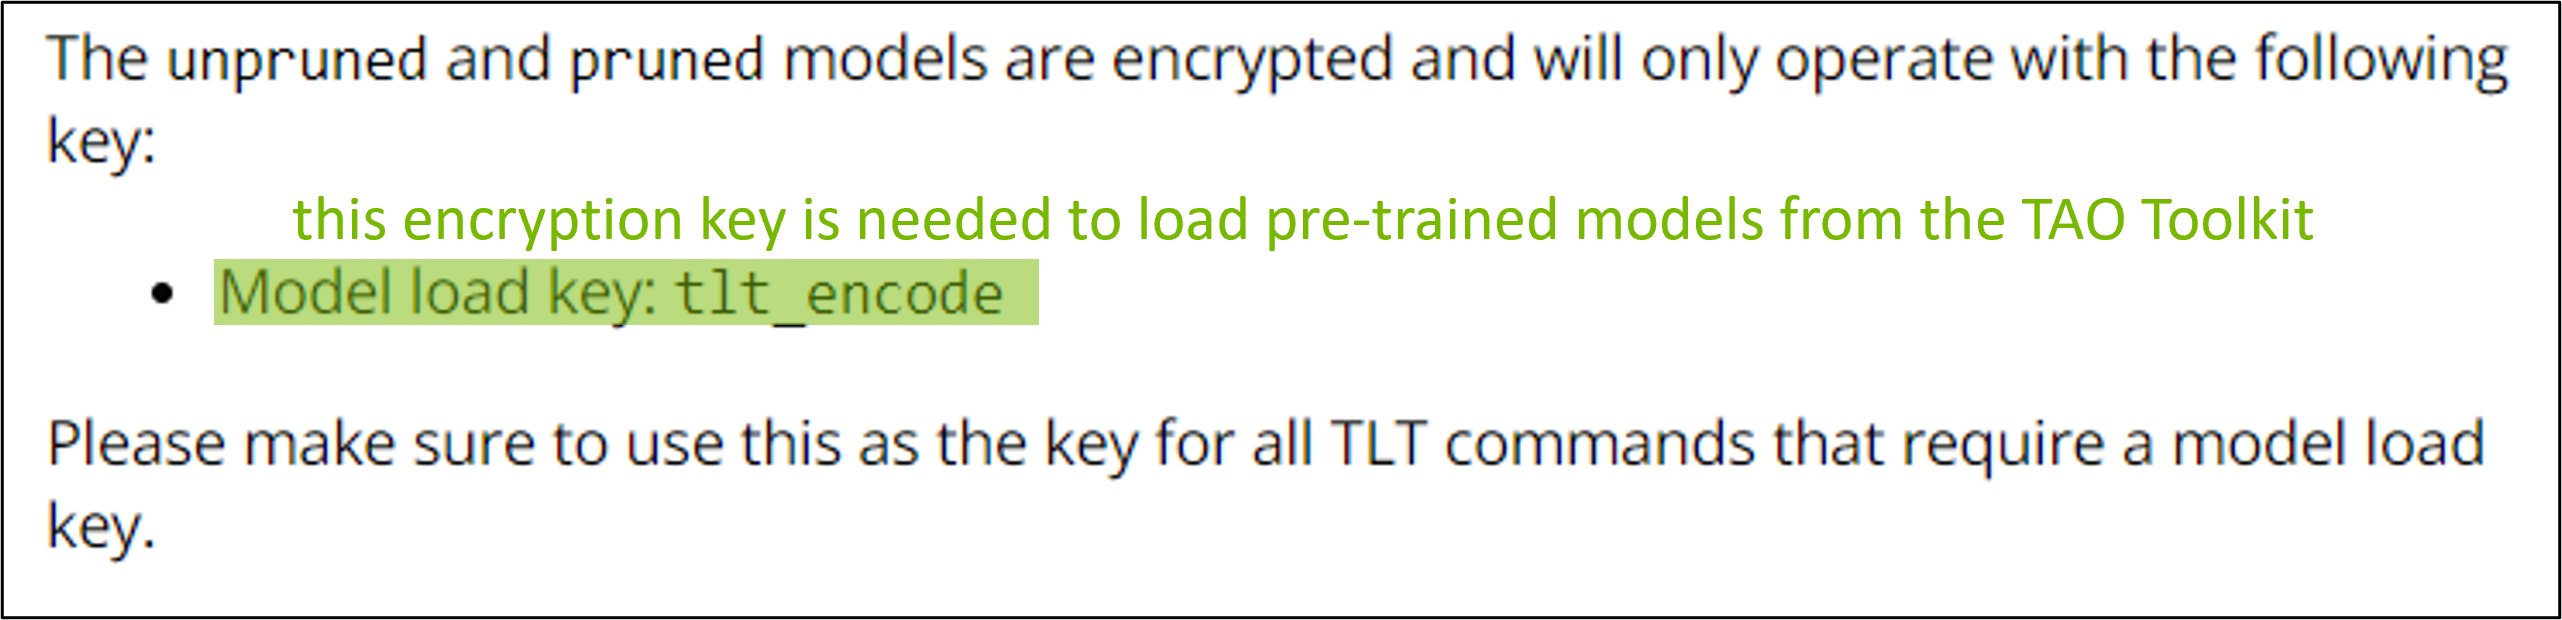 The unpruned and pruned models are encrypted and will only operate with the following
key:
this encryption key is needed to load pre-trained models from the TAO Toolkit
• Model load key: tlt_encode
Please make sure to use this as the key for all TLT commands that require a model load
key.